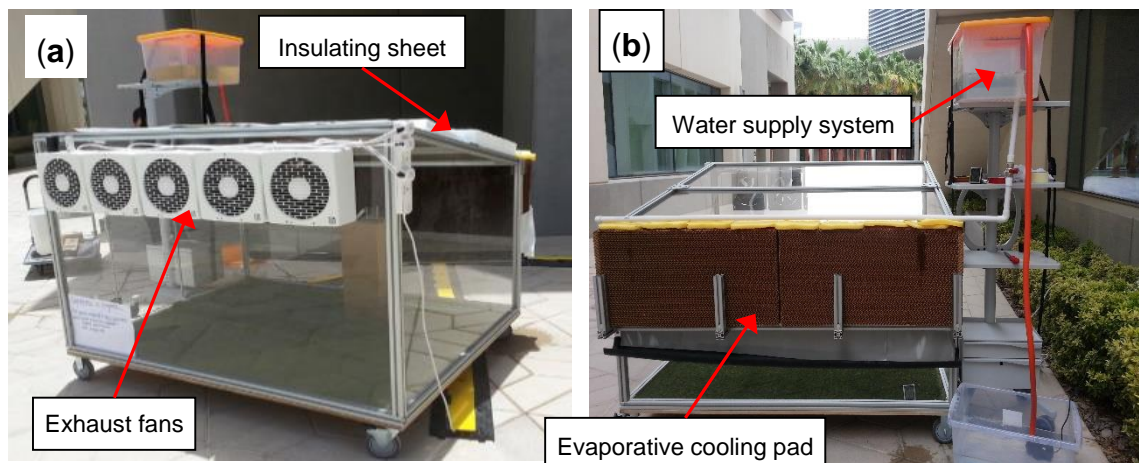 (a)
Insulating sheet
Exhaust fans
(b)
Water supply system
Evaporative cooling pad